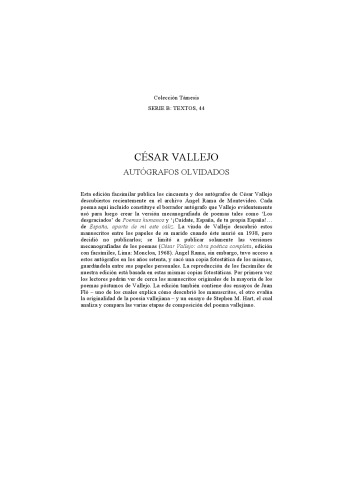 Colección Támesis
SERIE B: TEXTOS, 44
CÉSAR VALLEJO
AUTÓGRAFOS OLVIDADOS
Esta edición facsimilar publica los cincuenta y dos autógrafos de César Vallejo
descubiertos recientemente en el archivo Ángel Rama de Montevideo. Cada
poema aquí incluido constituye el borrador autógrafo que Vallejo evidentemente
usó para luego crear la versión mecanografiada de poemas tales como 'Los
desgraciados' de Poemas humanos y '¡Cuídate, España, de tu propia España!...
de España, aparta de mí este cáliz. La viuda de Vallejo descubrió estos
manuscritos entre los papeles de su marido cuando éste murió en 1938, pero
decidió no publicarlos; se limitó a publicar solamente las versiones
mecanografiadas de los poemas (César Vallejo: obra poética completa, edición
con facsímiles, Lima: Moncloa, 1968). Ángel Rama, sin embargo, tuvo acceso a
estos autógrafos en los años setenta, y sacó una copia fotostática de los mismos,
guardándola entre sus papeles personales. La reproducción de los facsímiles de
nuestra edición está basada en estas mismas copias fotostáticas. Por primera vez
los lectores podrán ver los manuscritos originales de la mayoría de los
poemas póstumos de Vallejo. La edición también contiene dos ensayos de Juan
Fló – uno de los cuales explica cómo descubrió los manuscritos, el otro evalúa
la originalidad de la poesía vallejiana – y un ensayo de Stephen M. Hart, el cual
analiza y compara las varias etapas de composición del poema vallejiano.